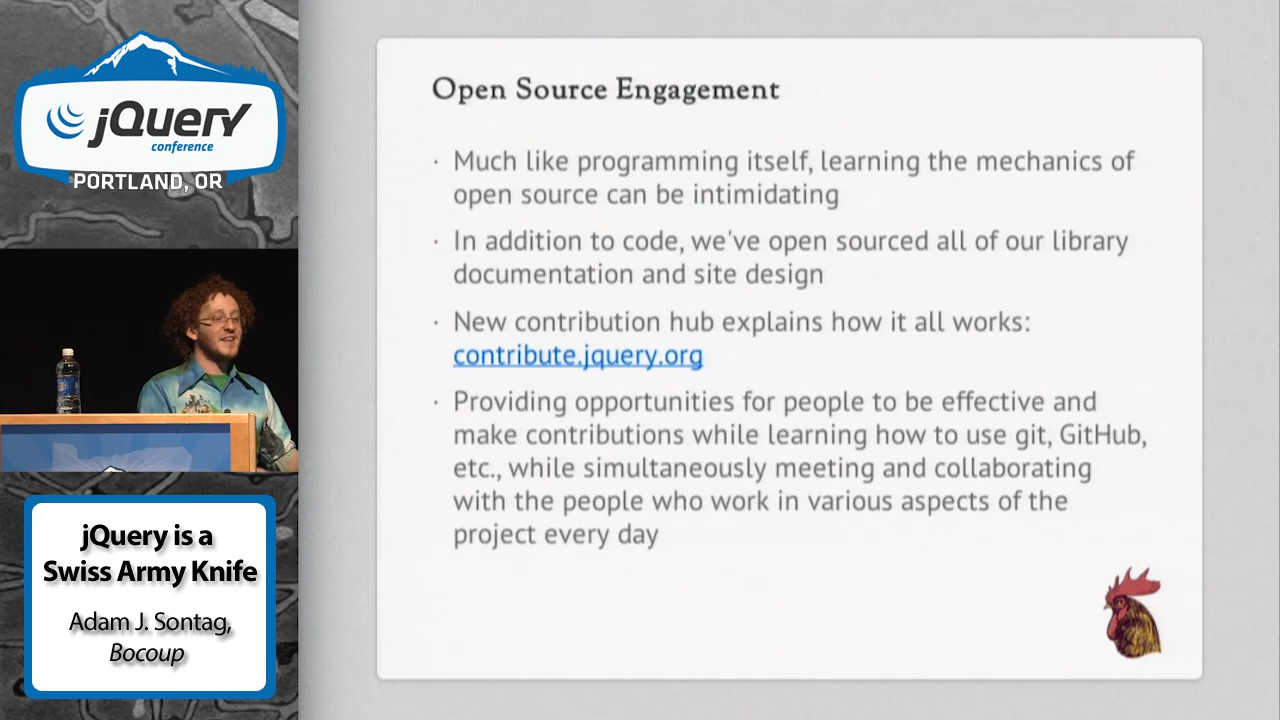 jQuery
conference
PORTLAND, OR
jQuery is a
Swiss Army Knife
Adam J. Sontag,
Bocoup
Open Source Engagement
· Much like programming itself, learning the mechanics of
open source can be intimidating
· In addition to code, we've open sourced all of our library
documentation and site design
· New contribution hub explains how it all works:
contribute.jquery.org
· Providing opportunities for people to be effective and
make contributions while learning how to use git, GitHub,
etc., while simultaneously meeting and collaborating
with the people who work in various aspects of the
project every day